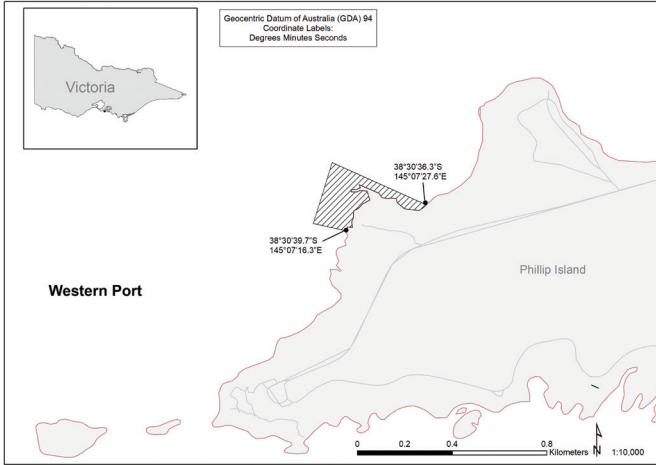 Geocentric Datum of Australia (GDA) 94
Coordinate Labels:
Degrees Minutes Seconds
Victoria
38°30'36.3"S
145°07'27.6"E
38°30'39.7"S
145°07'16.3"E
Phillip Island
Western Port
0 0.2 0.4 0.8
Kilometers
N
1:10,000